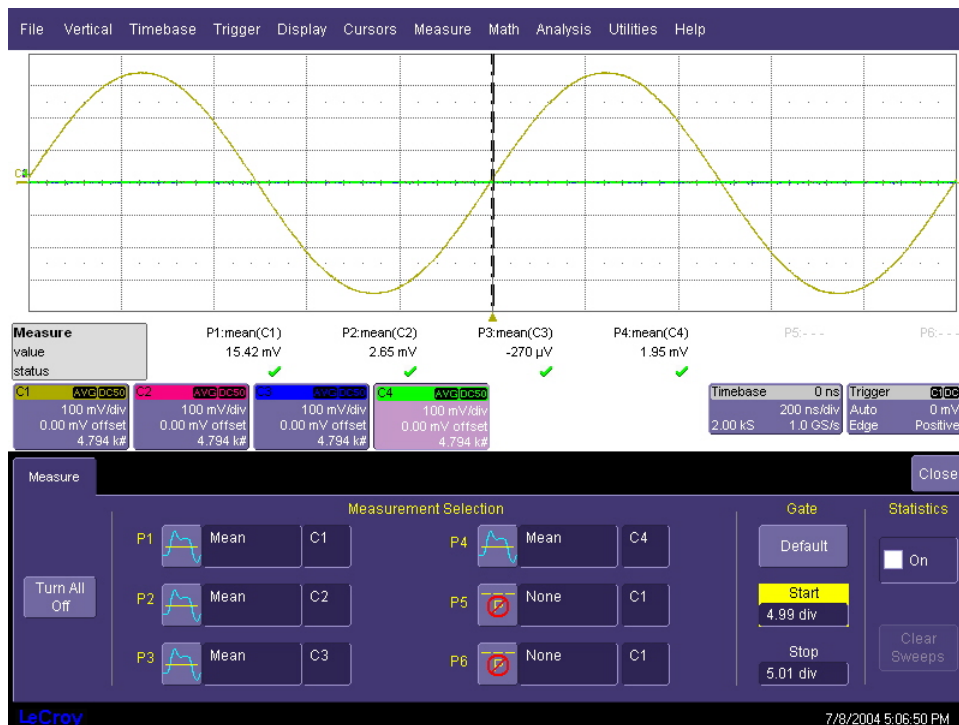 File Vertical Timebase Trigger Display Cursors Measure Math Analysis Utilities Help
Measure P1:mean(C1) P2:mean(C2) P3:mean(C3) P4:mean(C4) P5:--- P6:---
value 15.42 mV 2.65 mV -270 µV 1.95 mV
status
C1 AVG DC50 C2 AVG DC50 C3 AVG DC50 C4 AVG DC50 Timebase 0 ns Trigger C1 DC
100 mV/div 100 mV/div 100 mV/div 100 mV/div 200 ns/div Auto 0 mV
0.00 mV offset 0.00 mV offset 0.00 mV offset 0.00 mV offset 2.00 kS 1.0 GS/s Edge Positive
4.794 k# 4.794 k# 4.794 k# 4.794 k#
Measure Close
Measurement Selection Gate Statistics
P1 Mean C1 P4 Mean C4 Default On
Turn All Off P2 Mean C2 P5 None C1 Start
4.99 div
P3 Mean C3 P6 None C1 Stop Clear Sweeps
5.01 div
LeCroy 7/8/2004 5:06:50 PM